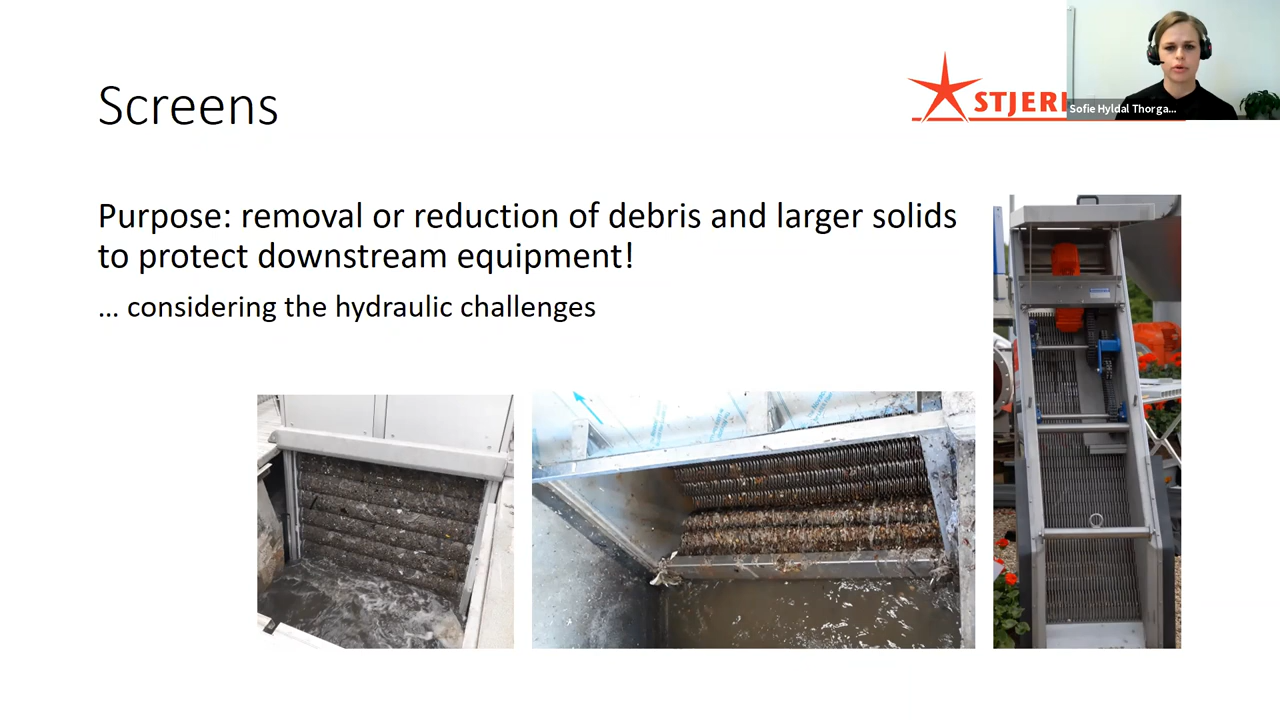 Screens
STJER
Sofie Hyldal Thorga...
Purpose: removal or reduction of debris and larger solids
to protect downstream equipment!
... considering the hydraulic challenges